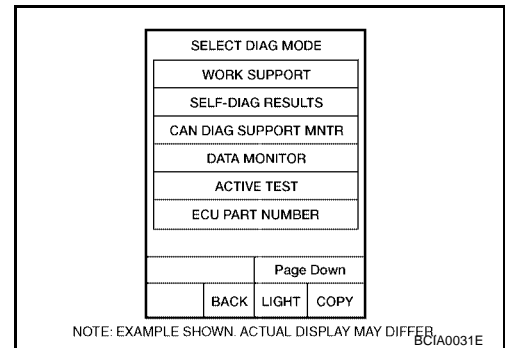 SELECT DIAG MODE
WORK SUPPORT
SELF-DIAG RESULTS
CAN DIAG SUPPORT MNTR
DATA MONITOR
ACTIVE TEST
ECU PART NUMBER
Page Down
BACK LIGHT COPY
NOTE: EXAMPLE SHOWN. ACTUAL DISPLAY MAY DIFFER.
BCIA0031E